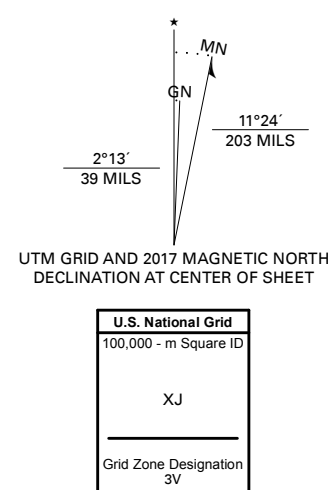 ★
MN
GN
11°24´
203 MILS
2°13´
39 MILS
UTM GRID AND 2017 MAGNETIC NORTH
DECLINATION AT CENTER OF SHEET
U.S. National Grid
100,000 - m Square ID
XJ
Grid Zone Designation
3V